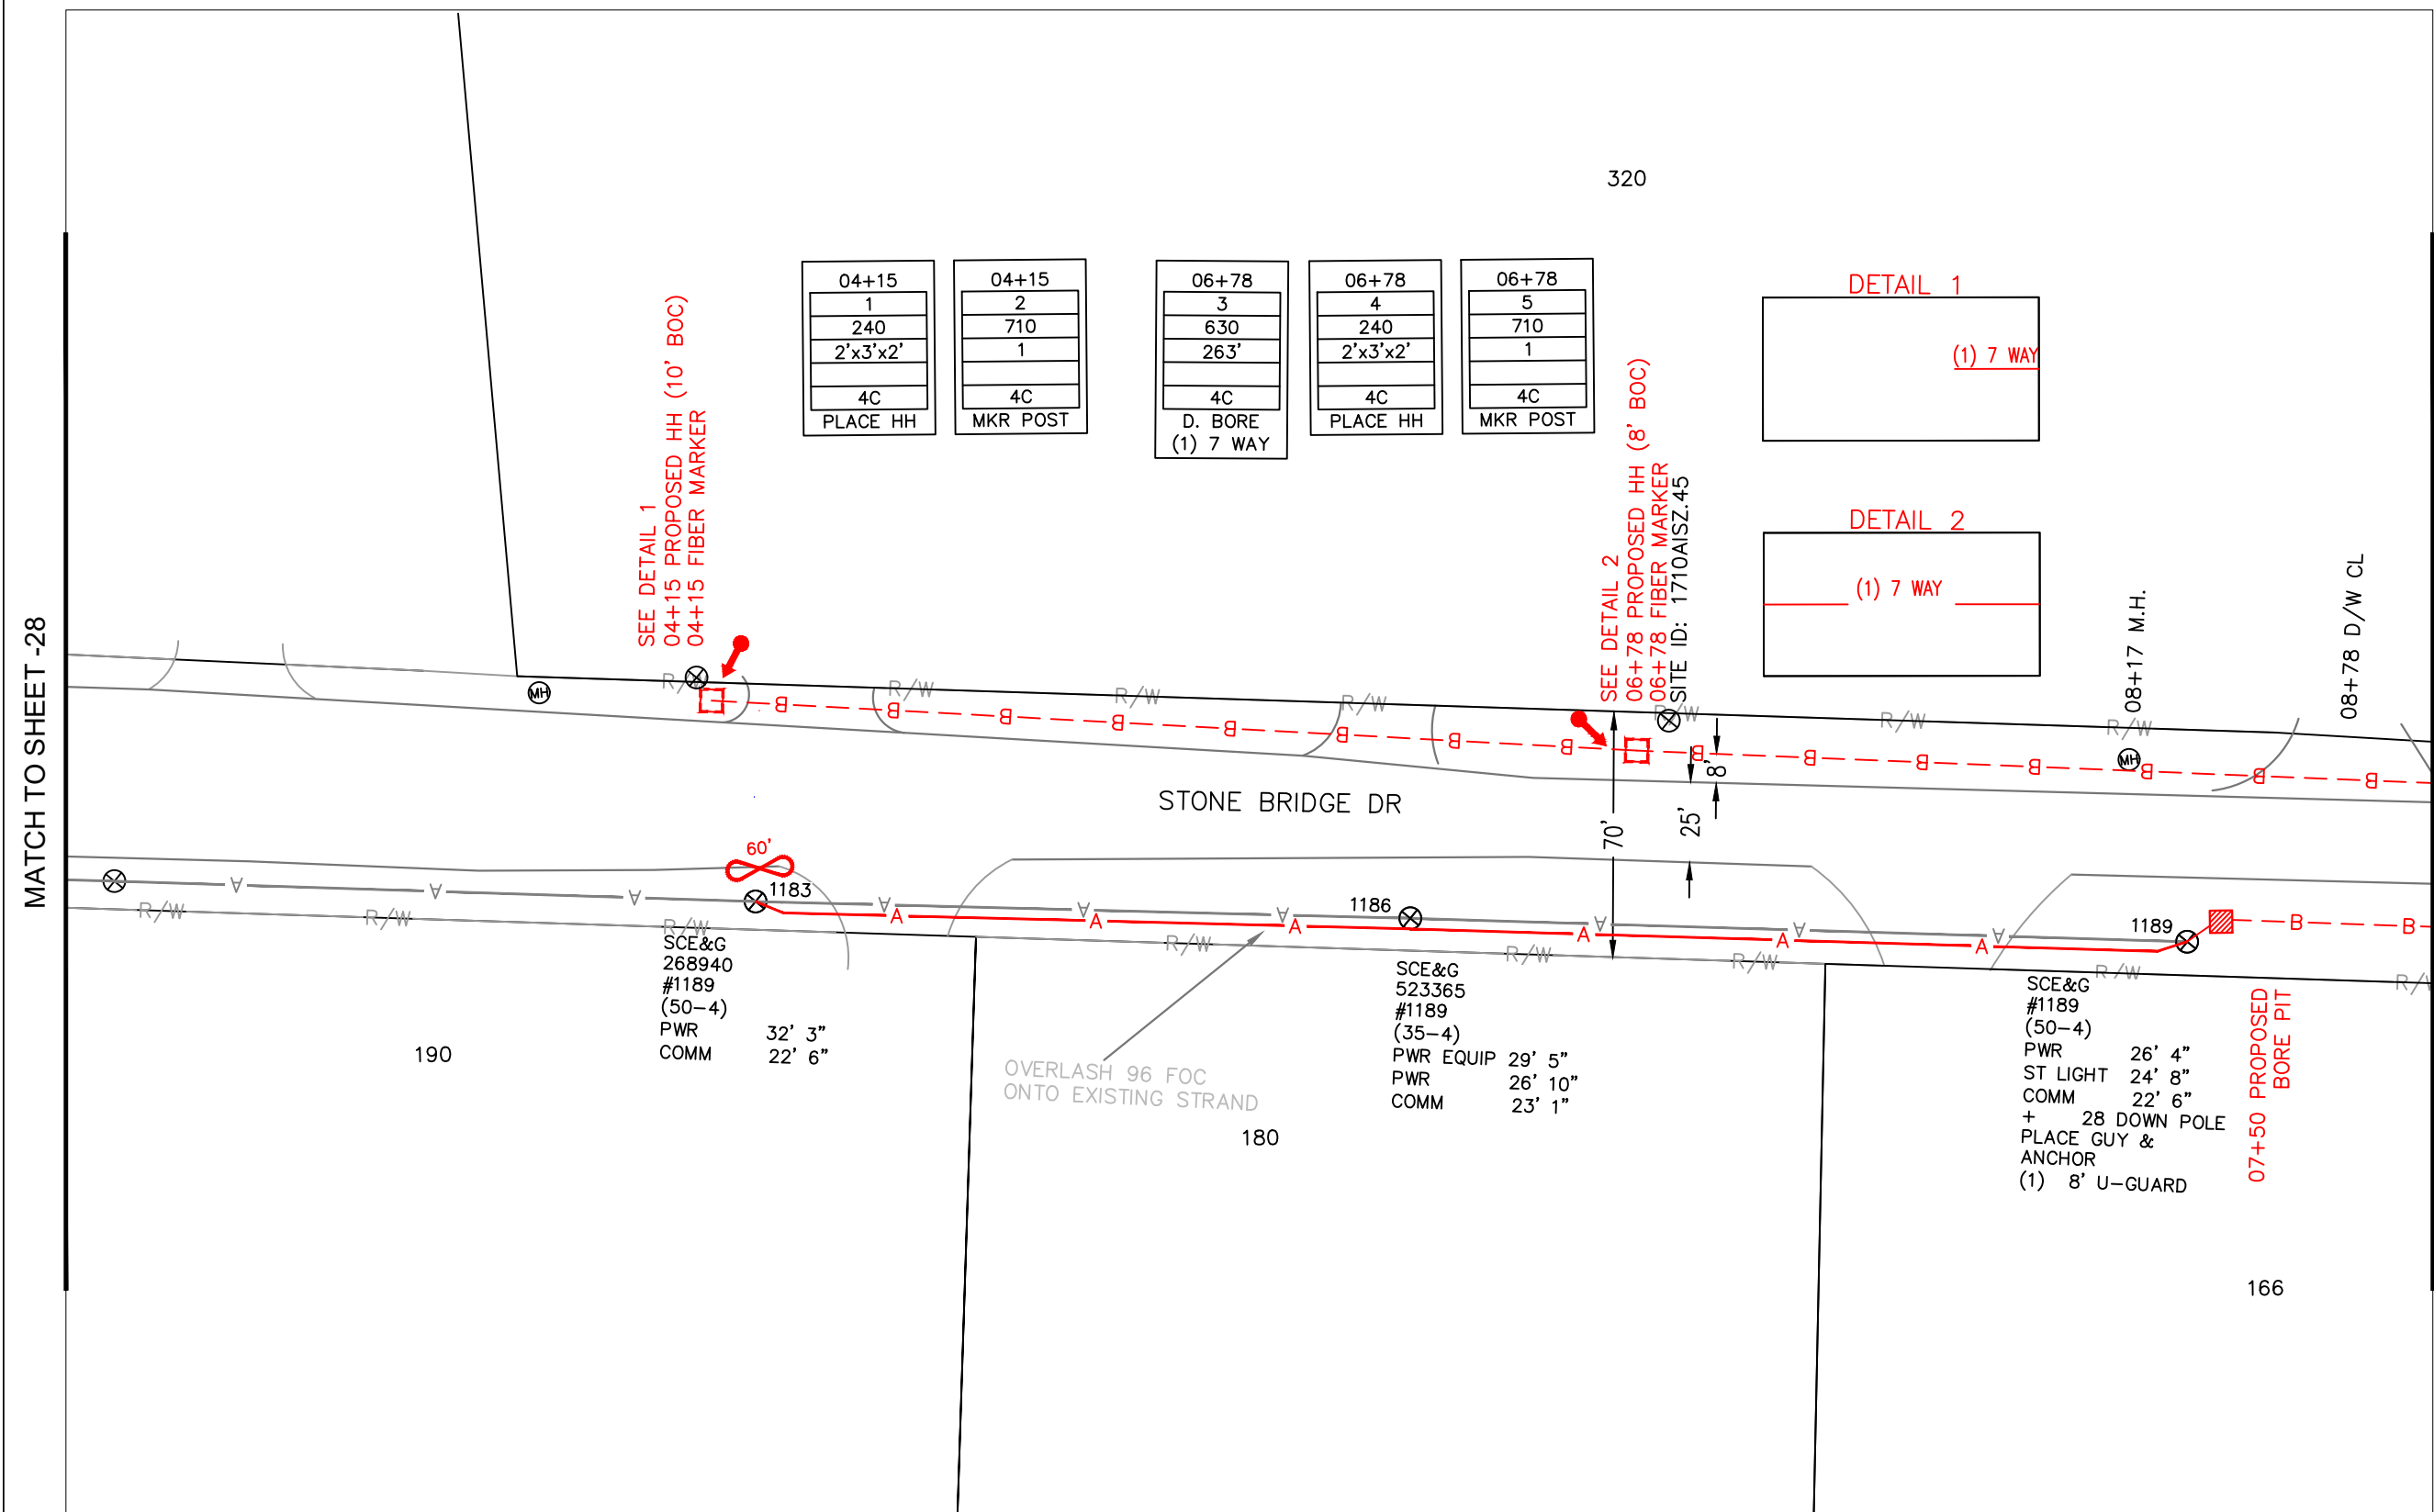 320
04+15
1
240
2'x3'x2'
4C
PLACE HH
04+15
2
710
1
4C
MKR POST
06+78
3
630
263'
4C
D. BORE
(1) 7 WAY
06+78
4
240
2'x3'x2'
4C
PLACE HH
06+78
5
710
1
4C
MKR POST
DETAIL 1
(1) 7 WAY
DETAIL 2
(1) 7 WAY
SEE DETAIL 1
04+15 PROPOSED HH (10' BOC)
04+15 FIBER MARKER
SEE DETAIL 2
06+78 PROPOSED HH (8' BOC)
06+78 FIBER MARKER
SITE ID: 1710AISZ.45
08+17 M.H.
08+78 D/W CL
MATCH TO SHEET -28
R/W R/W R/W R/W R/W R/W R/W
MH
MH
B B B B B B B B B B B B B B B
STONE BRIDGE DR
70'
25'
8'
60'
1183
1186
1189
A A A A A A A A A
A A A A A A
B B
R/W R/W R/W R/W R/W R/W R/W R/W
SCE&G
268940
#1189
(50-4)
PWR 32' 3"
COMM 22' 6"
SCE&G
523365
#1189
(35-4)
PWR EQUIP 29' 5"
PWR 26' 10"
COMM 23' 1"
SCE&G
#1189
(50-4)
PWR 26' 4"
ST LIGHT 24' 8"
COMM 22' 6"
+ 28 DOWN POLE
PLACE GUY &
ANCHOR
(1) 8' U-GUARD
07+50 PROPOSED
BORE PIT
OVERLASH 96 FOC
ONTO EXISTING STRAND
190
180
166